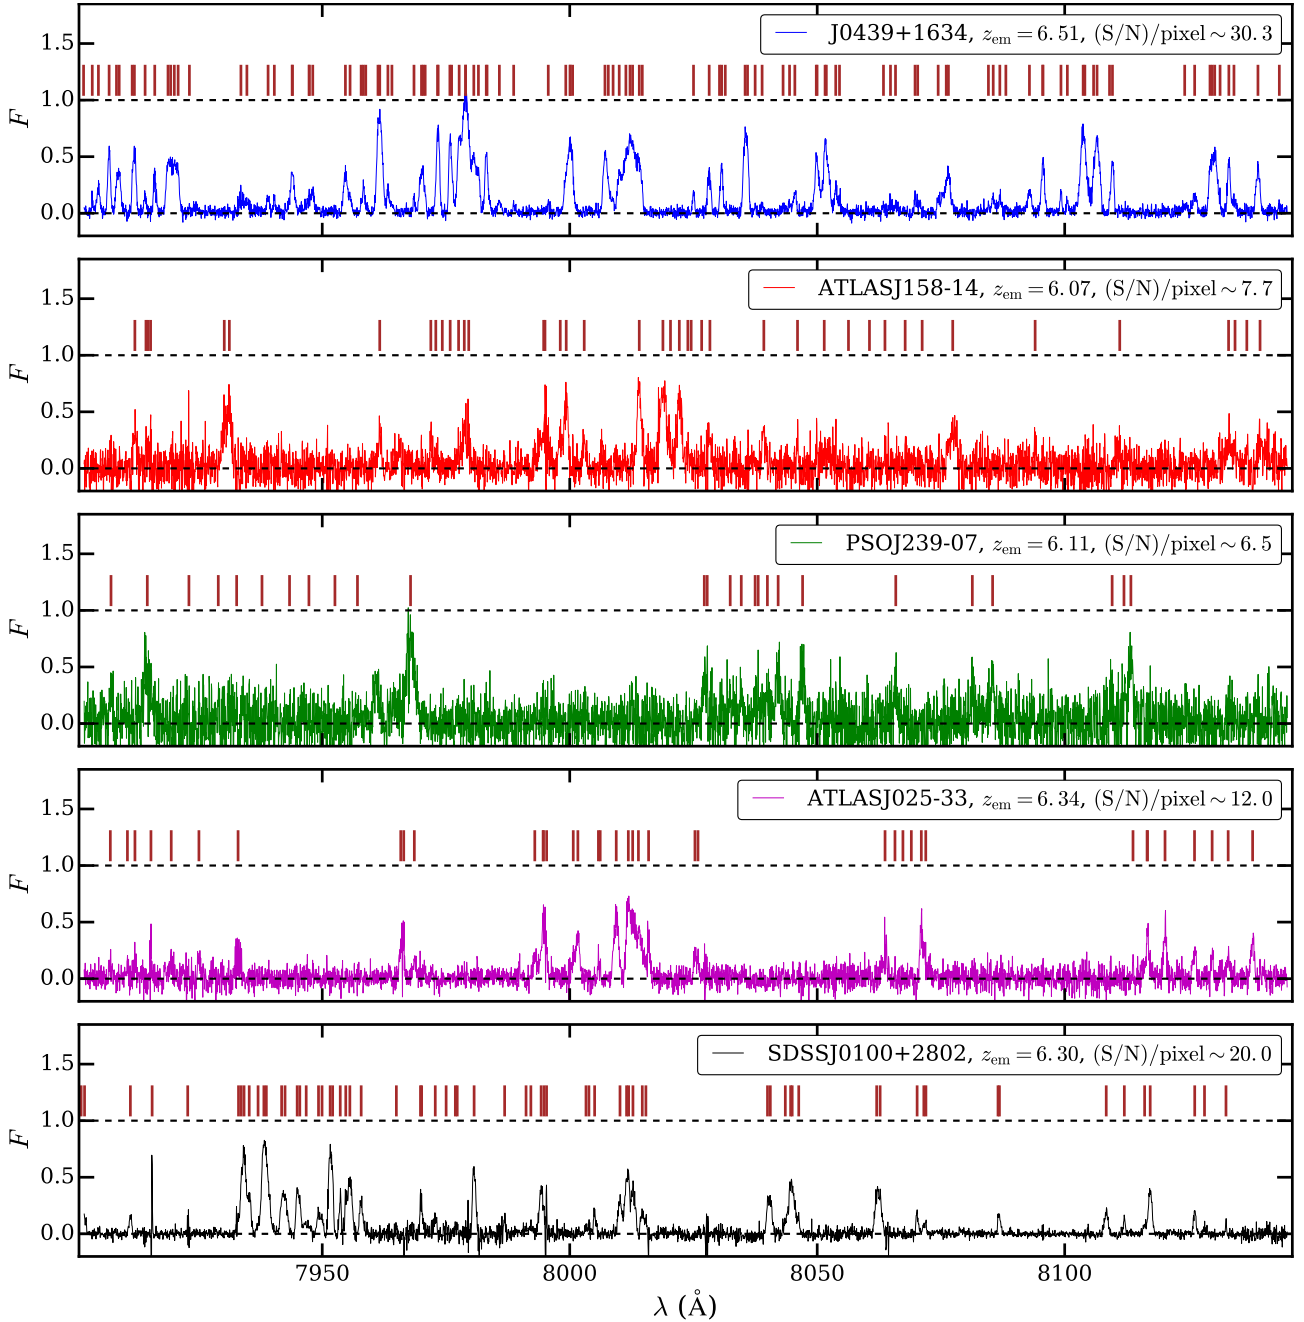 J0439+1634, z_em = 6.51, (S/N)/pixel ∼ 30.3
1.5
1.0
0.5
0.0
F
ATLASJ158-14, z_em = 6.07, (S/N)/pixel ∼ 7.7
1.5
1.0
0.5
0.0
F
PSOJ239-07, z_em = 6.11, (S/N)/pixel ∼ 6.5
1.5
1.0
0.5
0.0
F
ATLASJ025-33, z_em = 6.34, (S/N)/pixel ∼ 12.0
1.5
1.0
0.5
0.0
F
SDSSJ0100+2802, z_em = 6.30, (S/N)/pixel ∼ 20.0
1.5
1.0
0.5
0.0
F
7950 8000 8050 8100
λ (Å)